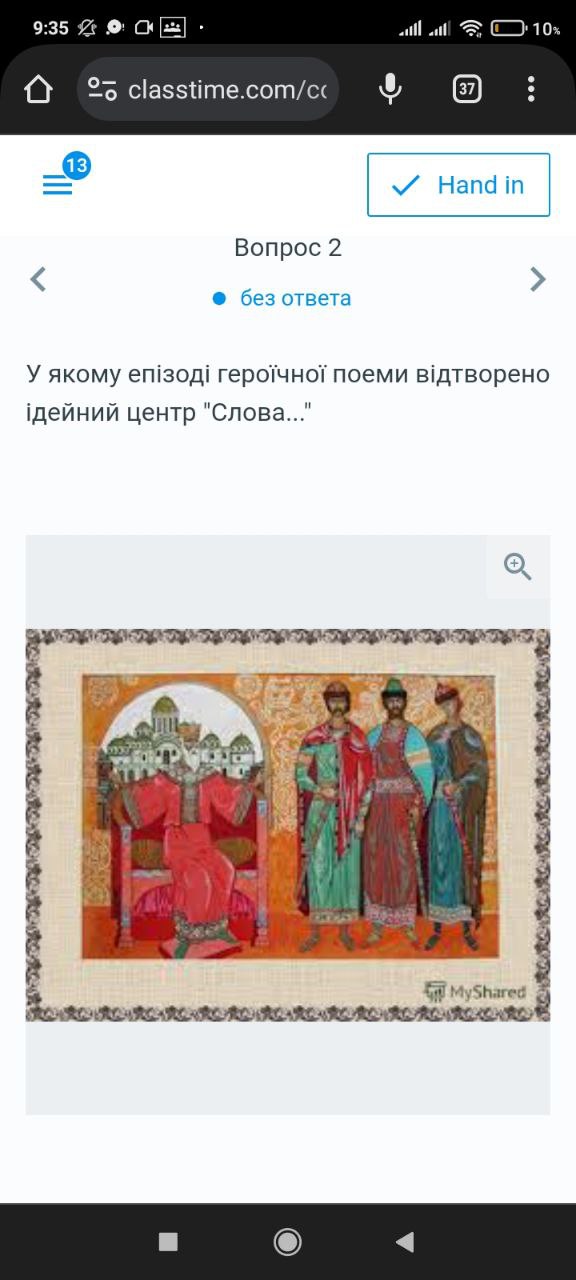 9:35
10%
classtime.com/cc
37
13
Hand in
Вопрос 2
без ответа
У якому епізоді героїчної поеми відтворено
ідейний центр "Слова..."
MyShared